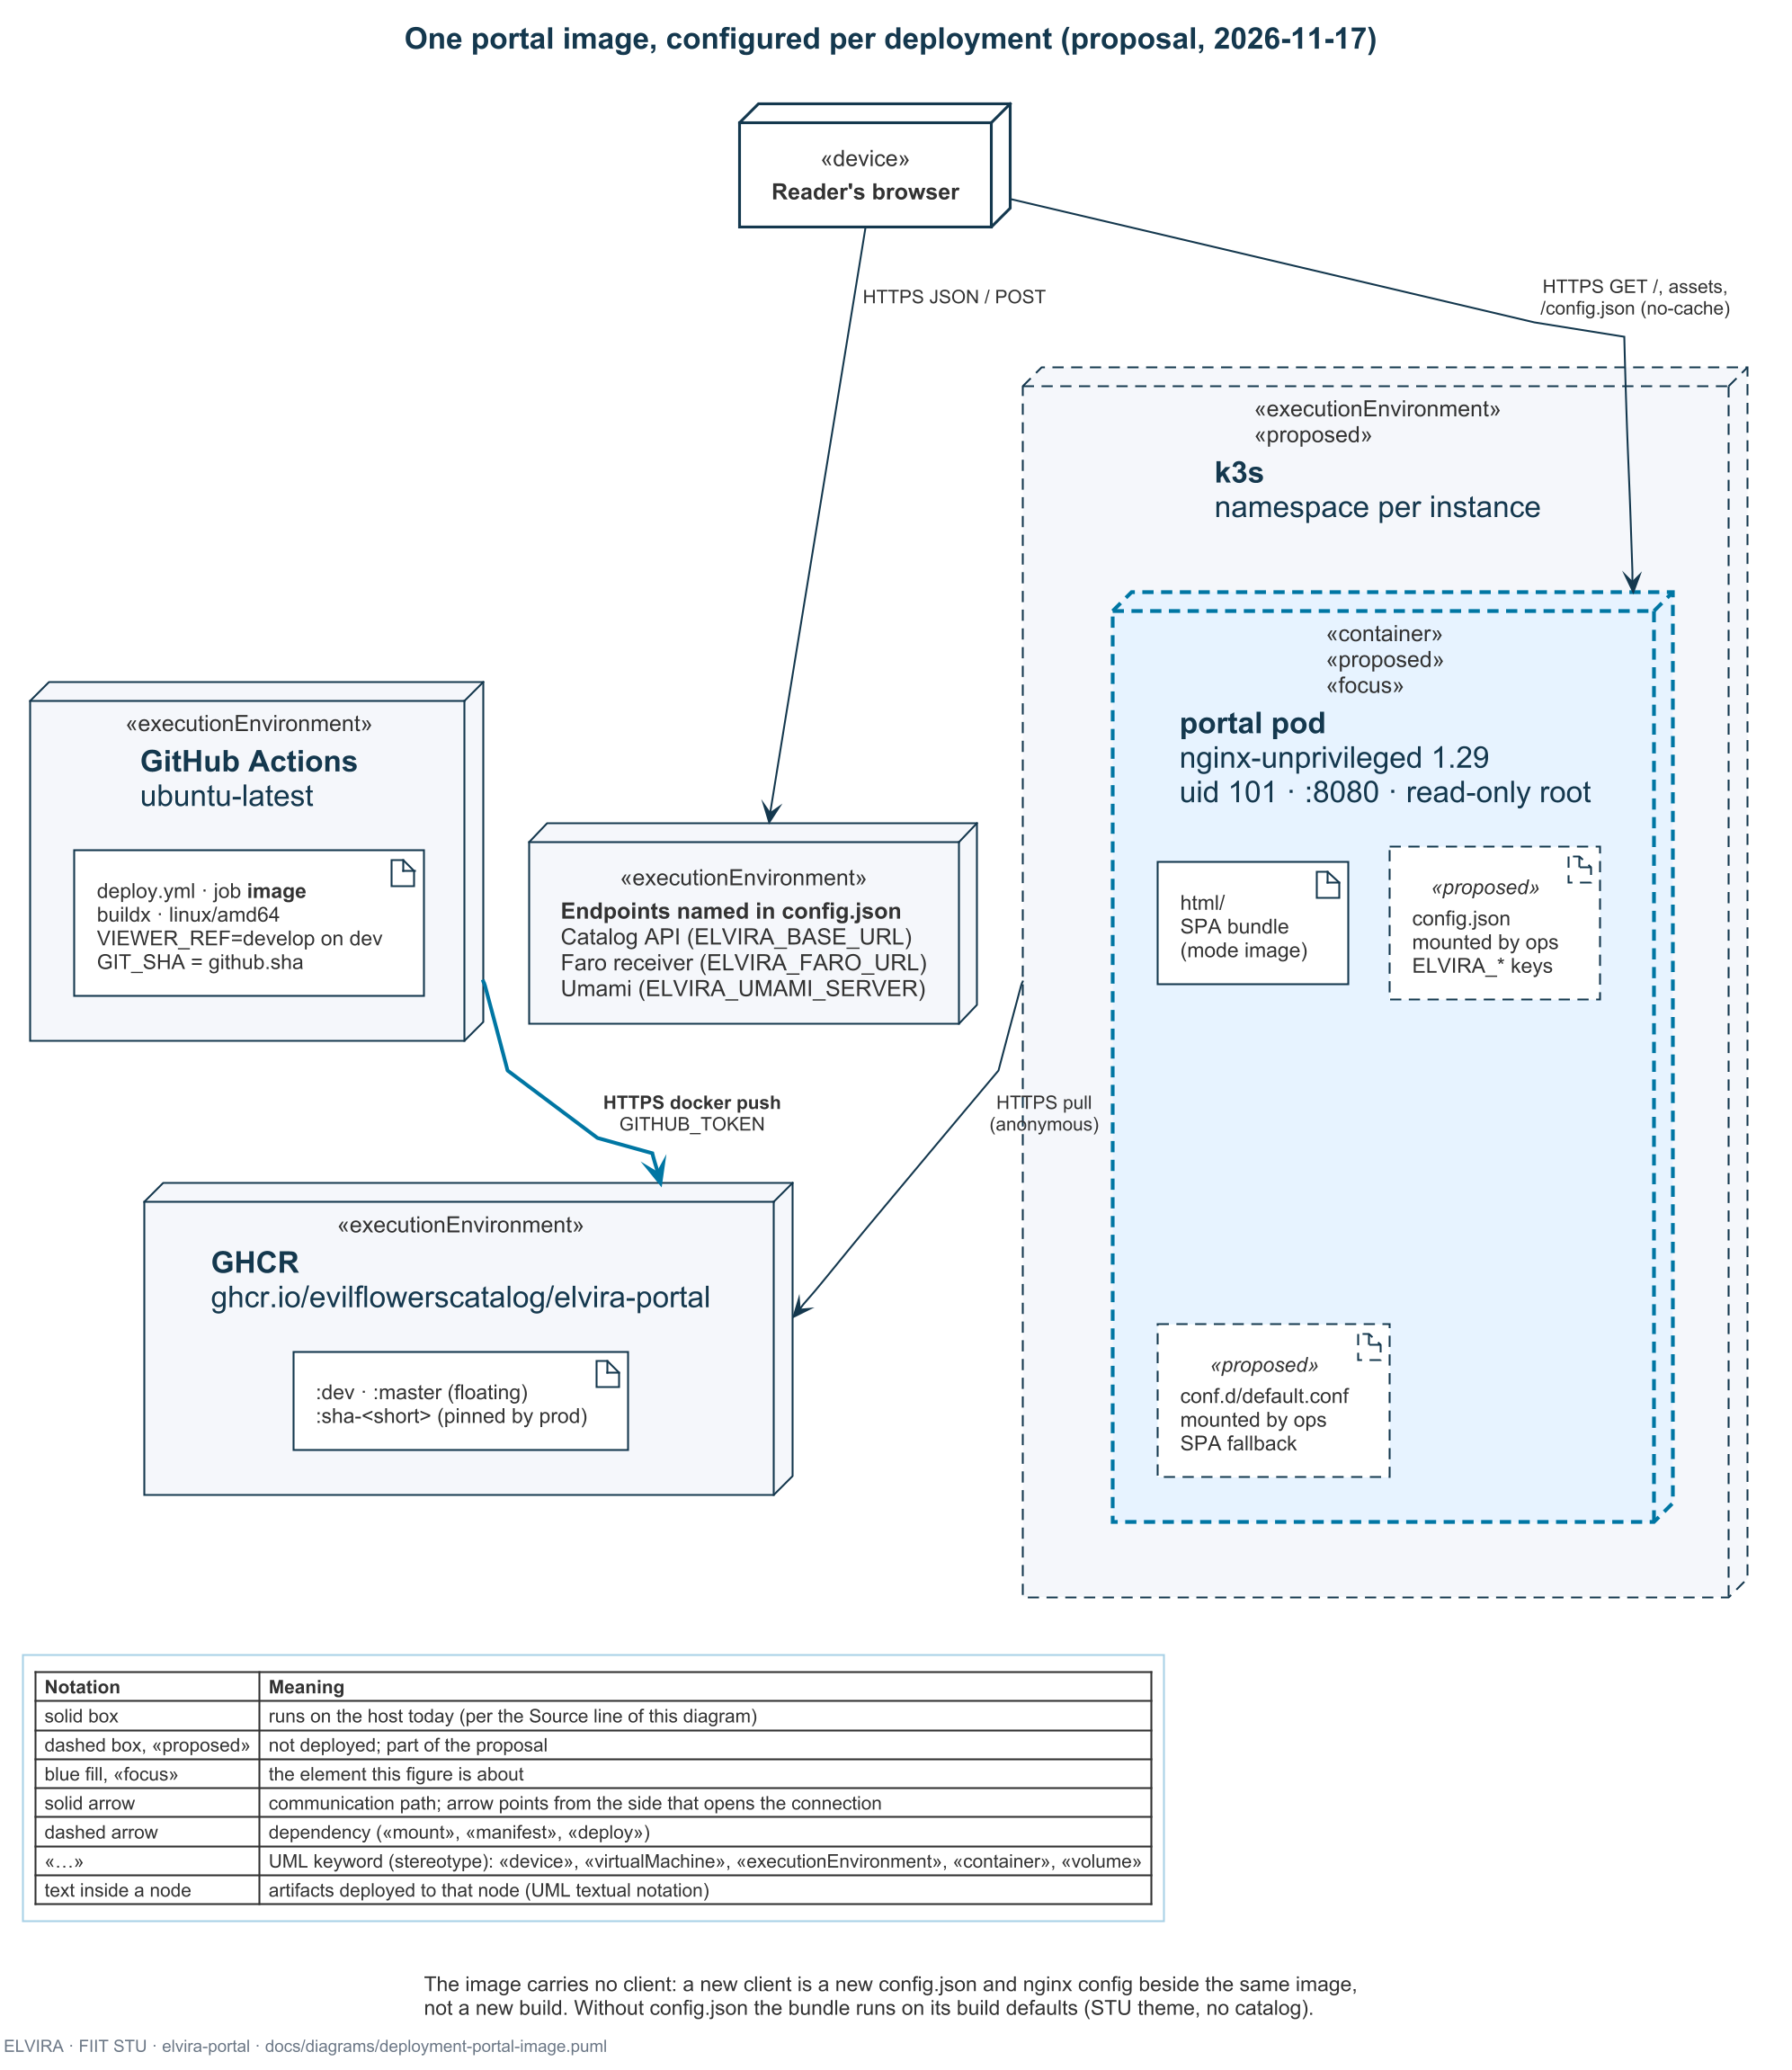 One portal image, configured per deployment (proposal, 2026-11-17)
«device»
Reader's browser
HTTPS JSON / POST
HTTPS GET /, assets,
/config.json (no-cache)
«executionEnvironment»
«proposed»
k3s
namespace per instance
«container»
«proposed»
«focus»
portal pod
nginx-unprivileged 1.29
uid 101 · :8080 · read-only root
html/
SPA bundle
(mode image)
«proposed»
config.json
mounted by ops
ELVIRA_* keys
«proposed»
conf.d/default.conf
mounted by ops
SPA fallback
«executionEnvironment»
GitHub Actions
ubuntu-latest
deploy.yml · job image
buildx · linux/amd64
VIEWER_REF=develop on dev
GIT_SHA = github.sha
«executionEnvironment»
Endpoints named in config.json
Catalog API (ELVIRA_BASE_URL)
Faro receiver (ELVIRA_FARO_URL)
Umami (ELVIRA_UMAMI_SERVER)
HTTPS docker push
GITHUB_TOKEN
HTTPS pull
(anonymous)
«executionEnvironment»
GHCR
ghcr.io/evilflowerscatalog/elvira-portal
:dev · :master (floating)
:sha-<short> (pinned by prod)
Notation Meaning
solid box runs on the host today (per the Source line of this diagram)
dashed box, «proposed» not deployed; part of the proposal
blue fill, «focus» the element this figure is about
solid arrow communication path; arrow points from the side that opens the connection
dashed arrow dependency («mount», «manifest», «deploy»)
«…» UML keyword (stereotype): «device», «virtualMachine», «executionEnvironment», «container», «volume»
text inside a node artifacts deployed to that node (UML textual notation)
The image carries no client: a new client is a new config.json and nginx config beside the same image,
not a new build. Without config.json the bundle runs on its build defaults (STU theme, no catalog).
ELVIRA · FIIT STU · elvira-portal · docs/diagrams/deployment-portal-image.puml